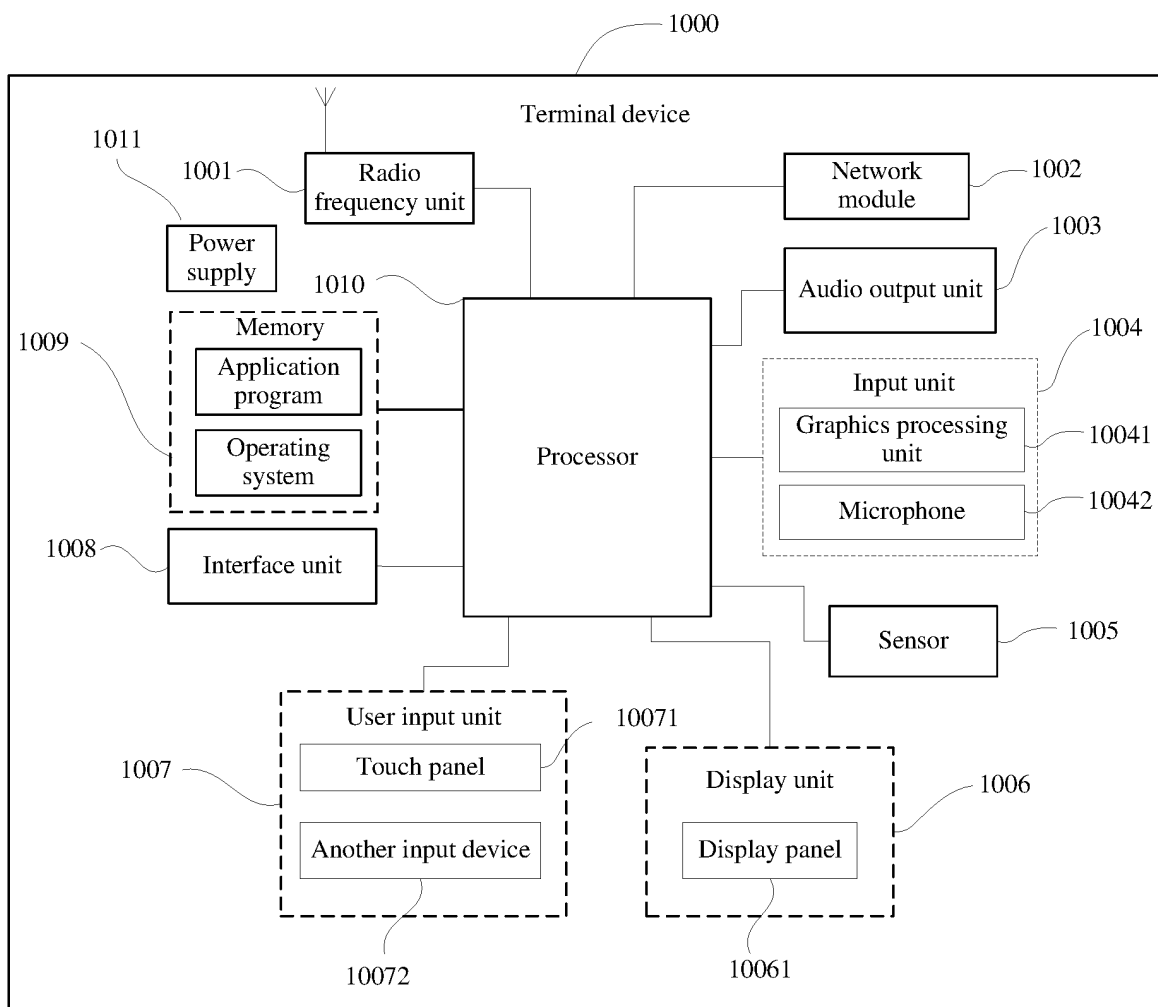 1000
Terminal device
1011
1001
Radio
frequency unit
Network
module
1002
Power
supply
1003
Audio output unit
1010
1009
Memory
Application
program
Operating
system
Processor
1004
Input unit
Graphics processing
unit
10041
Microphone
10042
1008
Interface unit
Sensor
1005
User input unit
10071
Touch panel
1007
Another input device
10072
Display unit
1006
Display panel
10061